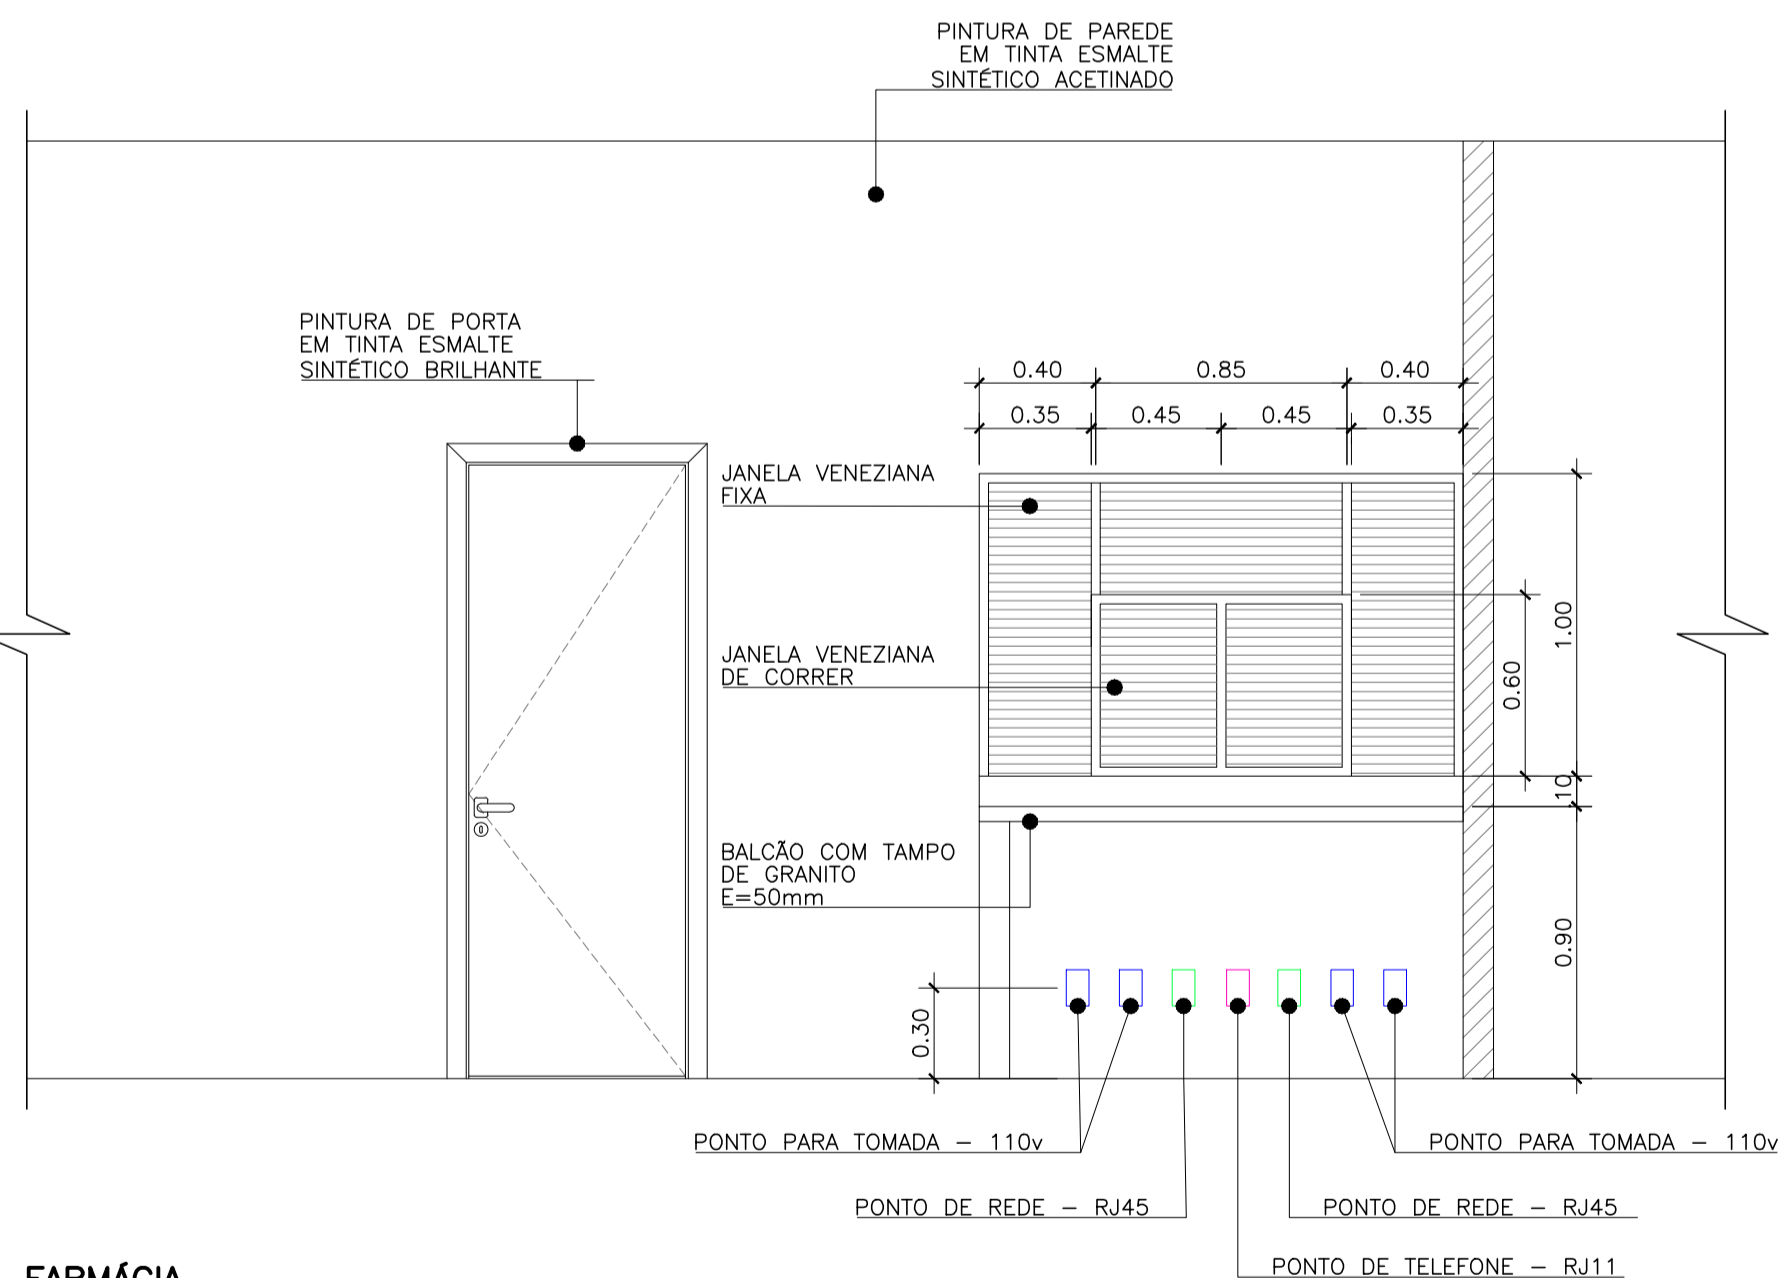 PINTURA DE PAREDE
EM TINTA ESMALTE
SINTÉTICO ACETINADO
PINTURA DE PORTA
EM TINTA ESMALTE
SINTÉTICO BRILHANTE
0.40 0.85 0.40
0.35 0.45 0.45 0.35
JANELA VENEZIANA
FIXA
1.00
0.60
JANELA VENEZIANA
DE CORRER
10
BALCÃO COM TAMPO
DE GRANITO
E=50mm
0.90
0.30
PONTO PARA TOMADA – 110v
PONTO PARA TOMADA – 110v
PONTO DE REDE – RJ45
PONTO DE REDE – RJ45
PONTO DE TELEFONE – RJ11
FARMÁCIA